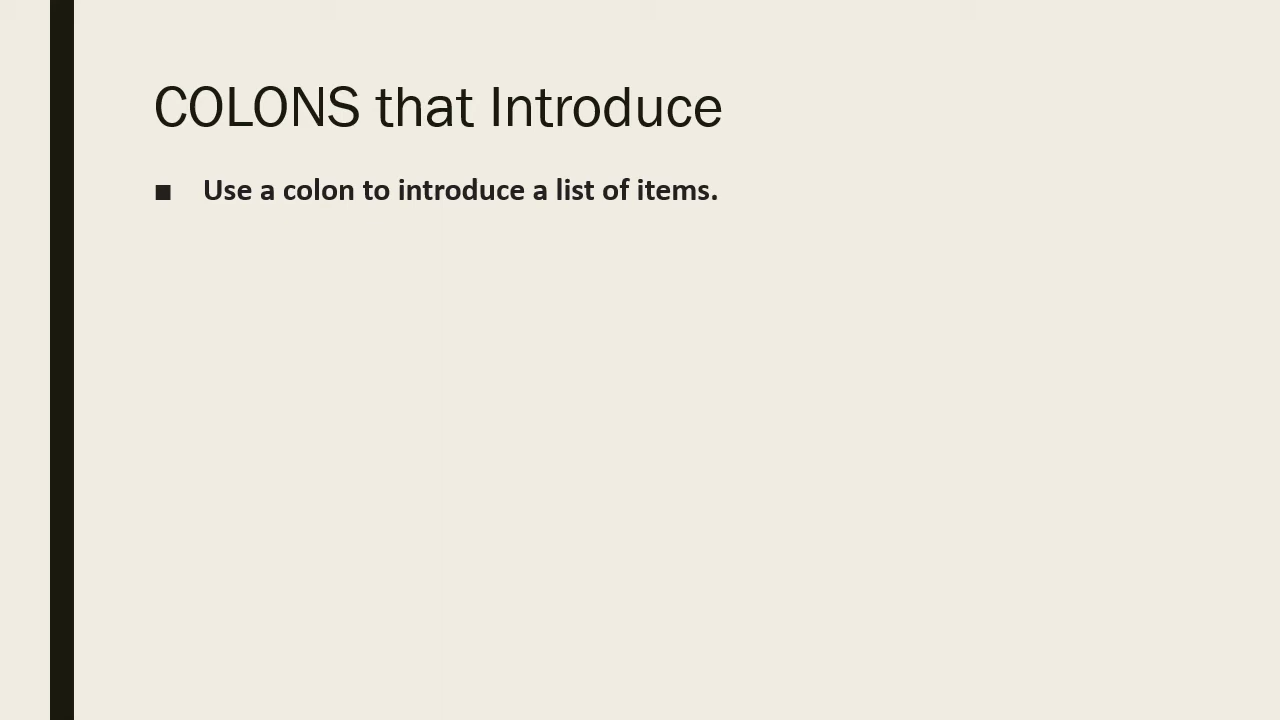 COLONS that Introduce
■ Use a colon to introduce a list of items.